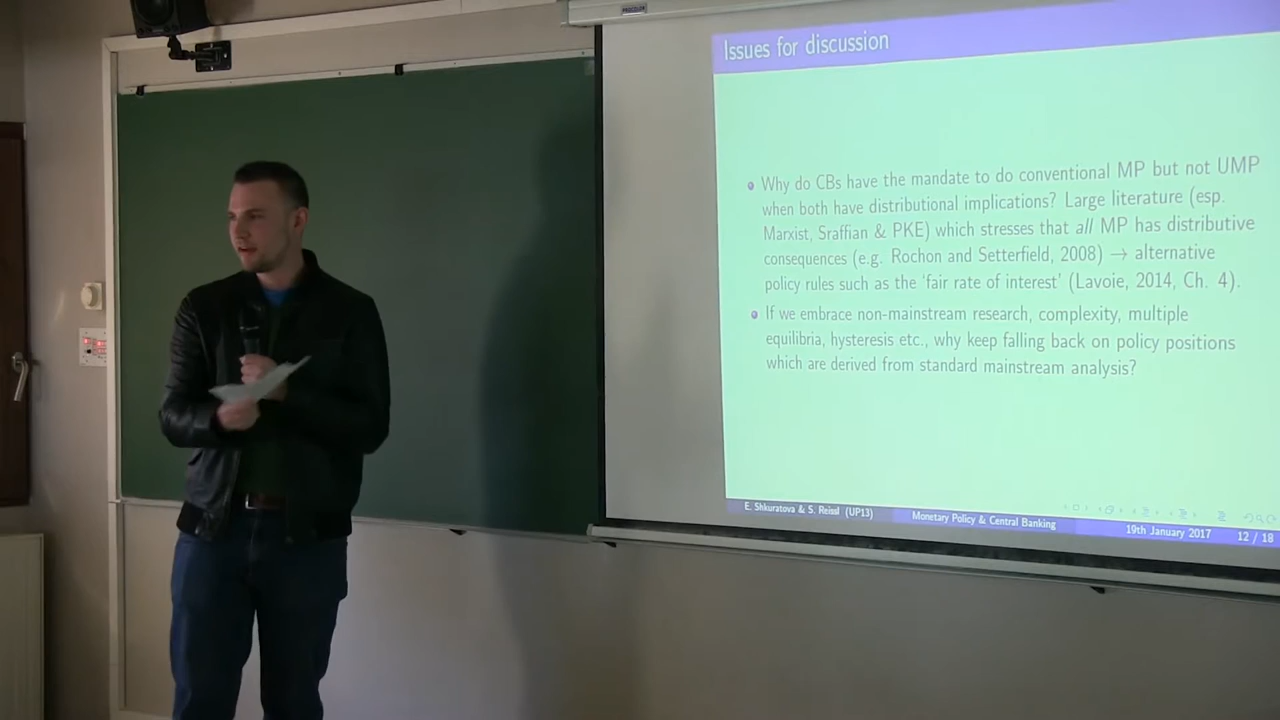 Issues for discussion
Why do CBs have the mandate to do conventional MP but not UMP
when both have distributional implications? Large literature (esp.
Marxist, Sraffian & PKE) which stresses that all MP has distributive
consequences (e.g. Rochon and Setterfield, 2008) → alternative
policy rules such as the 'fair rate of interest' (Lavoie, 2014, Ch. 4).
If we embrace non-mainstream research, complexity, multiple
equilibria, hysteresis etc., why keep falling back on policy positions
which are derived from standard mainstream analysis?
E. Shkuratova & S. Reissl (UP13) Monetary Policy & Central Banking 19th January 2017 12 / 18